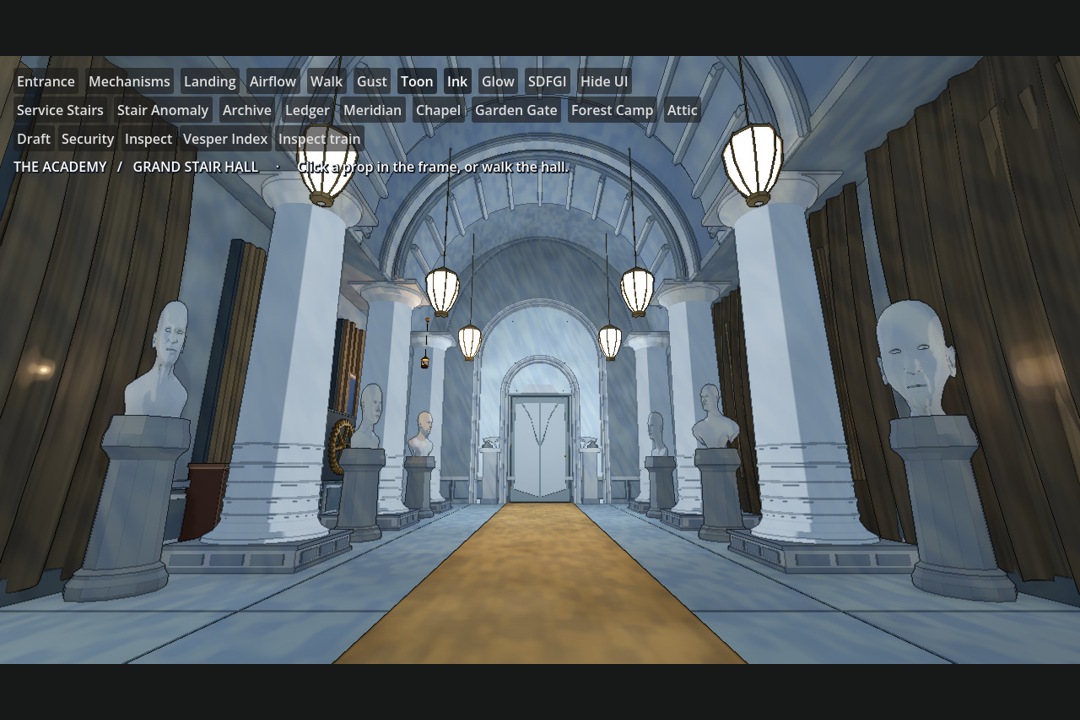 Entrance Mechanisms Landing Airflow Walk Gust Toon Ink Glow SDFGI Hide UI
Service Stairs Stair Anomaly Archive Ledger Meridian Chapel Garden Gate Forest Camp Attic
Draft Security Inspect Vesper Index Inspect train
THE ACADEMY / GRAND STAIR HALL · Click a prop in the frame, or walk the hall.